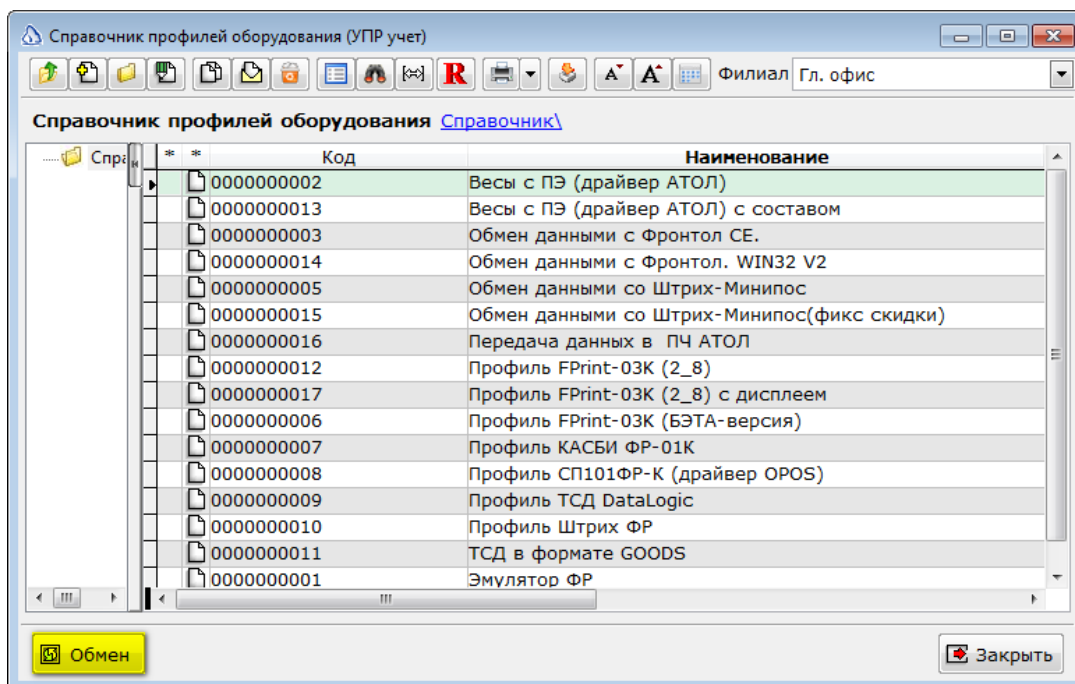 Справочник профилей оборудования (УПР учет)
R A A Филиал Гл. офис
Справочник профилей оборудования Справочник\
Спра * * Код Наименование
0000000002 Весы с ПЭ (драйвер АТОЛ)
0000000013 Весы с ПЭ (драйвер АТОЛ) с составом
0000000003 Обмен данными с Фронтол CE.
0000000014 Обмен данными с Фронтол. WIN32 V2
0000000005 Обмен данными со Штрих-Минипос
0000000015 Обмен данными со Штрих-Минипос(фикс скидки)
0000000016 Передача данных в  ПЧ АТОЛ
0000000012 Профиль FPrint-03K (2_8)
0000000017 Профиль FPrint-03K (2_8) с дисплеем
0000000006 Профиль FPrint-03K (БЭТА-версия)
0000000007 Профиль КАСБИ ФР-01К
0000000008 Профиль СП101ФР-К (драйвер OPOS)
0000000009 Профиль ТСД DataLogic
0000000010 Профиль Штрих ФР
0000000011 ТСД в формате GOODS
0000000001 Эмулятор ФР
Обмен Закрыть